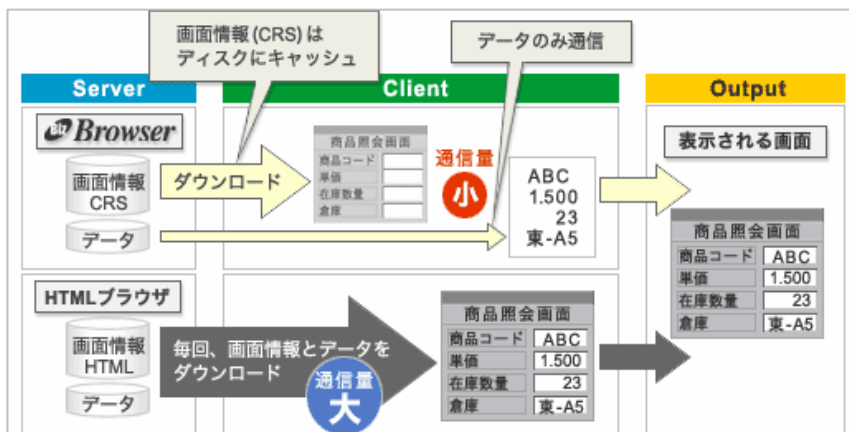 画面情報(CRS)は
ディスクにキャッシュ
データのみ通信
Server
Client
Output
Biz Browser
画面情報
CRS
データ
ダウンロード
商品照会画面
商品コード
単価
在庫数量
倉庫
通信量
小
ABC
1.500
23
東-A5
表示される画面
商品照会画面
商品コード ABC
単価 1.500
在庫数量 23
倉庫 東-A5
HTMLブラウザ
画面情報
HTML
データ
毎回、画面情報とデータを
ダウンロード
通信量
大
商品照会画面
商品コード ABC
単価 1.500
在庫数量 23
倉庫 東-A5